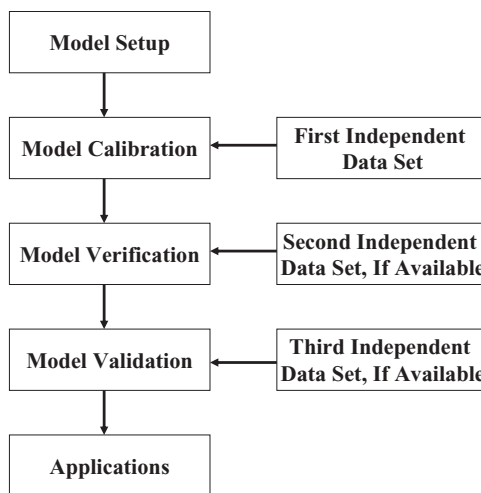 Model Setup
Model Calibration
First Independent
Data Set
Model Verification
Second Independent
Data Set, If Available
Model Validation
Third Independent
Data Set, If Available
Applications